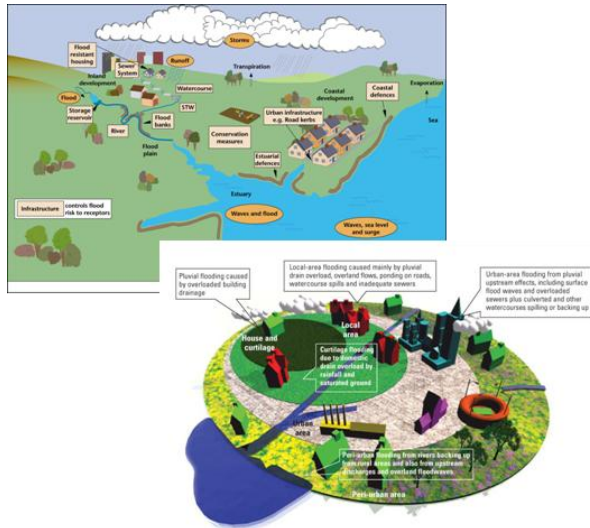 Storms
Flood
resistant
housing
Sewer
System
Runoff
Inland
development
Transpiration
Evaporation
Watercourse
Flood
Storage
reservoir
STW
River
Flood
banks
Flood
plain
Conservation
measures
Urban infrastructure
e.g. Road kerbs
Coastal
development
Coastal
defences
Sea
Estuarial
defences
Estuary
Infrastructure
controls flood
risk to receptors
Waves and flood
Waves, sea level
and surge
Pluvial flooding caused
by overloaded building
drainage
Local-area flooding caused mainly by pluvial
drain overload, overland flows, ponding on roads,
watercourse spills and inadequate sewers
Urban-area flooding from pluvial
upstream effects, including surface
flood waves and overloaded
sewers plus culverted and other
watercourses spilling or backing up
House and
curtilage
Local
area
Curtilage flooding
due to domestic
drain overload by
rainfall and
saturated ground
Urban
area
Peri-urban flooding from rivers backing up
from rural areas and also from upstream
discharges and overland floodwaves
Peri-urban area